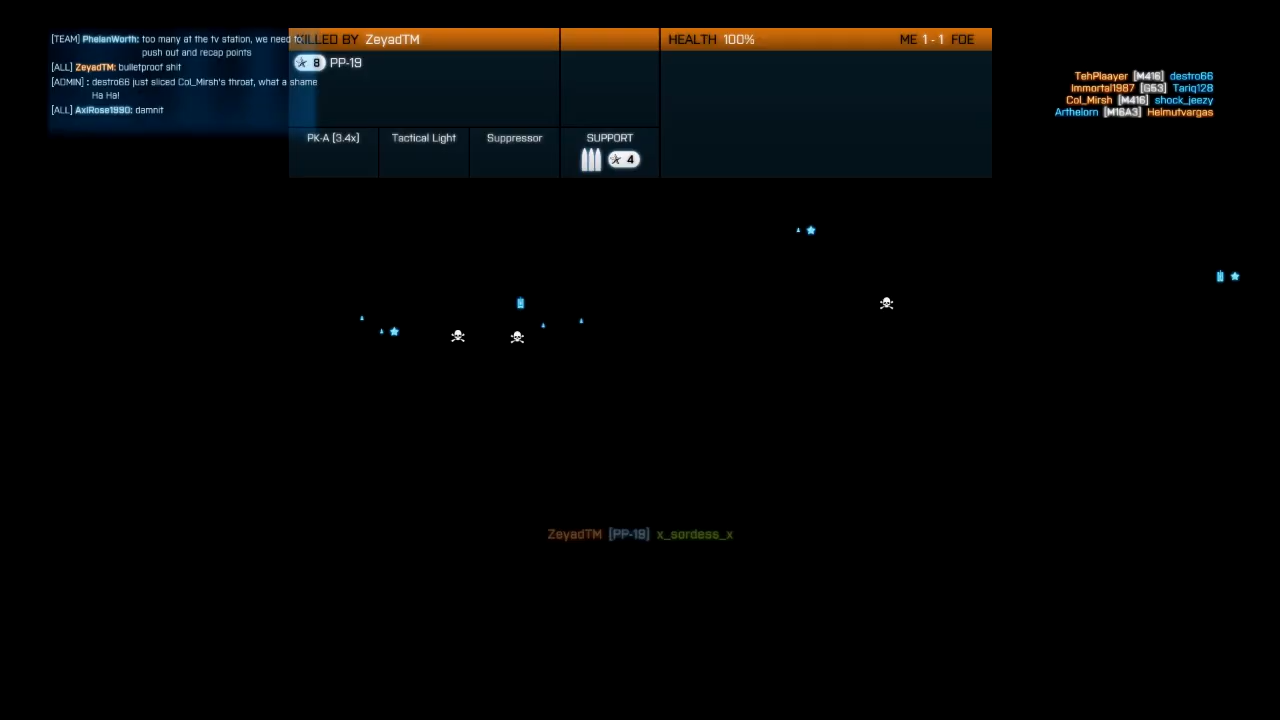 [TEAM] PhelanWorth: too many at the tv station, we need to
push out and recap points
[ALL] ZeyadTM: bulletproof shit
[ADMIN] : destro66 just sliced Col_Mirsh's throat, what a shame
Ha Ha!
[ALL] AxlRose1990: damnit
KILLED BY ZeyadTM
HEALTH 100%
ME 1 - 1 FOE
8 PP-19
PK-A [3.4x]
Tactical Light
Suppressor
SUPPORT
4
TehPlaayer [M416] destro66
Immortal1987 [G53] Tariq128
Col_Mirsh [M416] shock_jeezy
Arthelorn [M16A3] Helmutvargas
ZeyadTM [PP-19] x_sordess_x